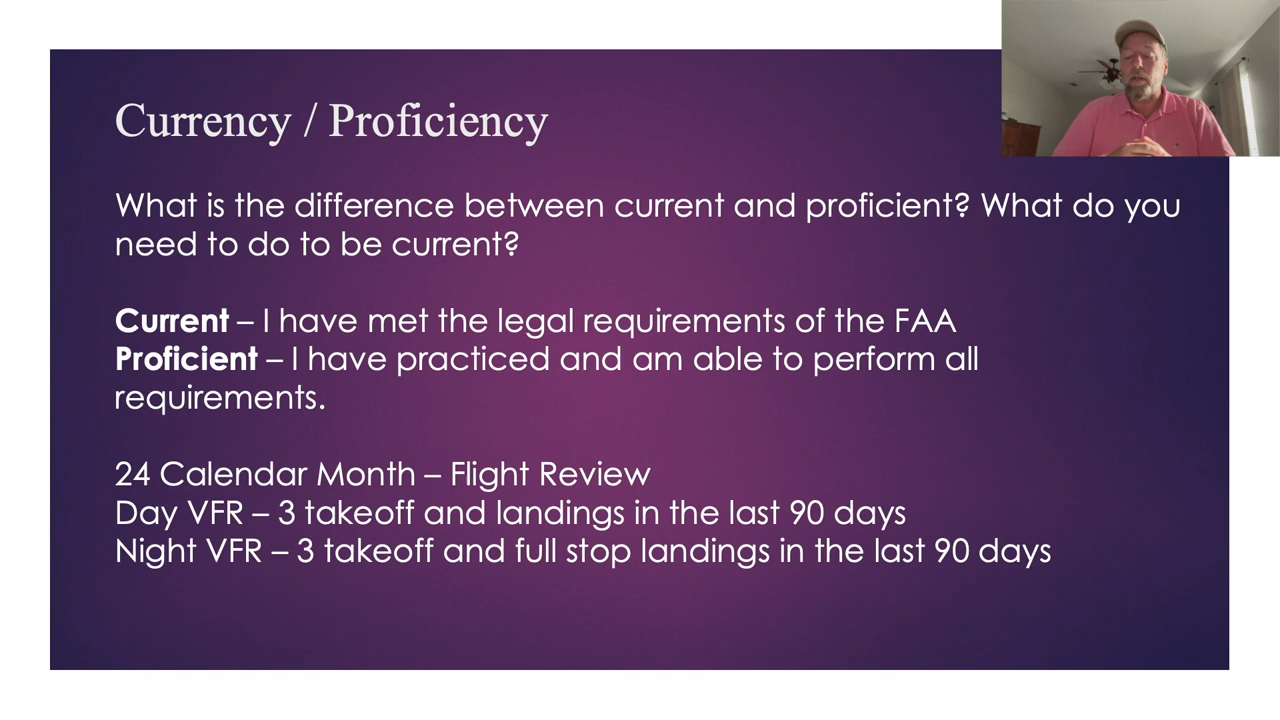 Currency / Proficiency
What is the difference between current and proficient? What do you
need to do to be current?
Current – I have met the legal requirements of the FAA
Proficient – I have practiced and am able to perform all
requirements.
24 Calendar Month – Flight Review
Day VFR – 3 takeoff and landings in the last 90 days
Night VFR – 3 takeoff and full stop landings in the last 90 days